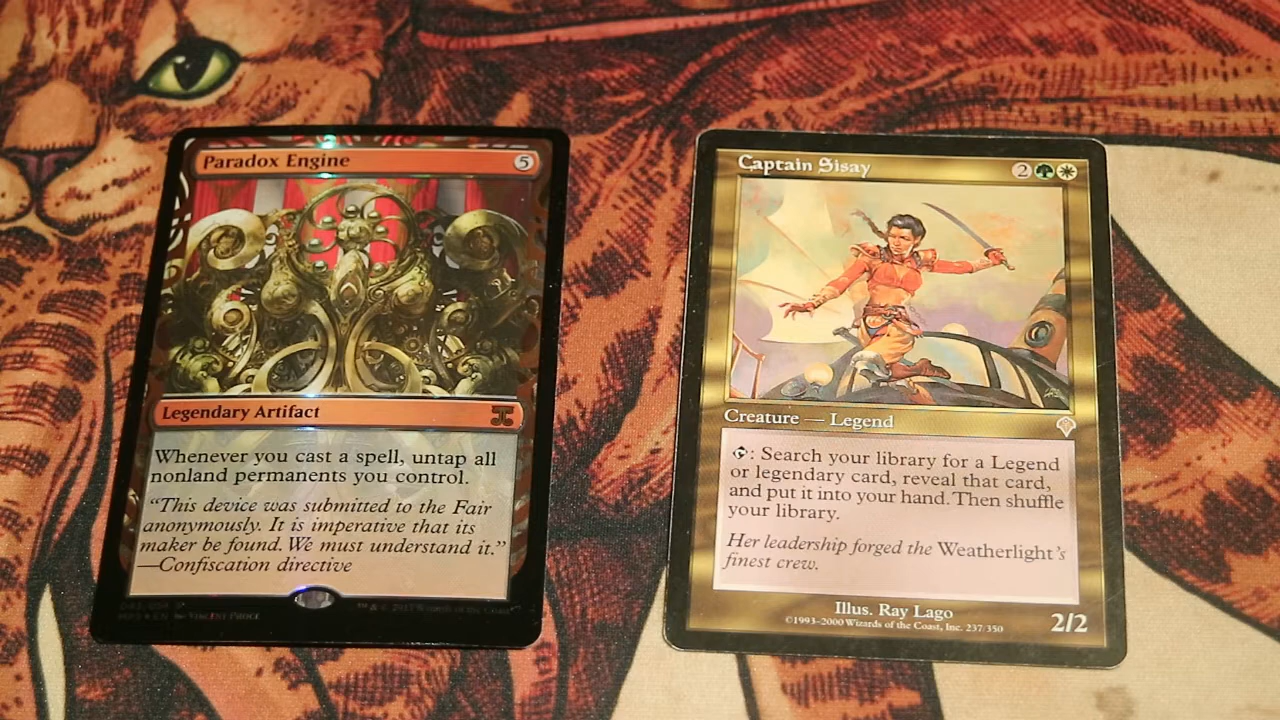 Paradox Engine 5
Legendary Artifact
Whenever you cast a spell, untap all
nonland permanents you control.
“This device was submitted to the Fair
anonymously. It is imperative that its
maker be found. We must understand it.”
—Confiscation directive
Captain Sisay 2
Creature — Legend
: Search your library for a Legend
or legendary card, reveal that card,
and put it into your hand. Then shuffle
your library.
Her leadership forged the Weatherlight’s
finest crew.
Illus. Ray Lago
©1993-2000 Wizards of the Coast, Inc. 237/350
2/2